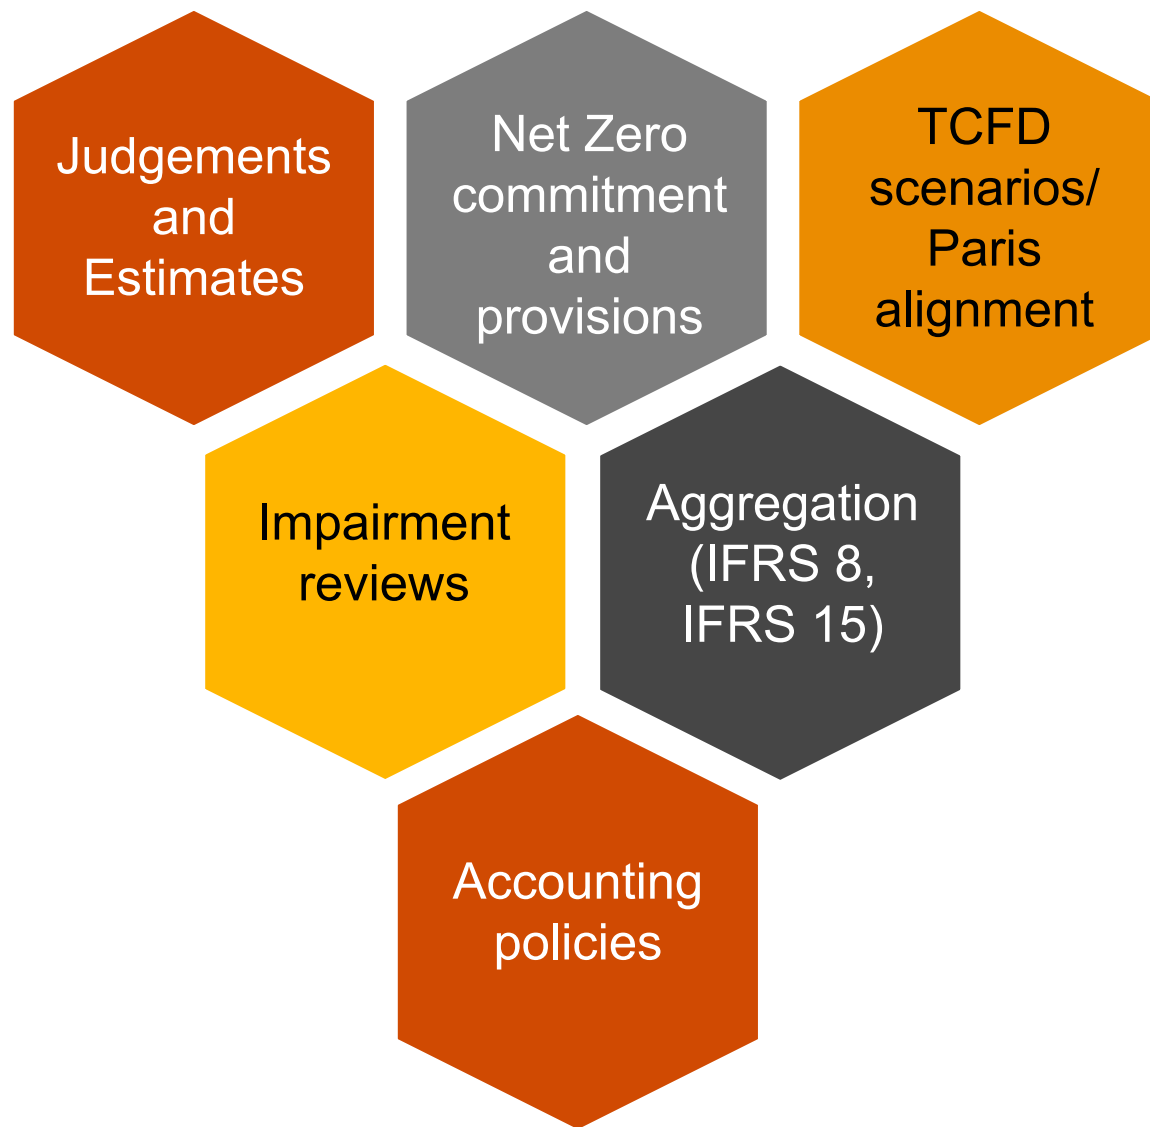 Judgements
and
Estimates
Net Zero
commitment
and
provisions
TCFD
scenarios/
Paris
alignment
Impairment
reviews
Aggregation
(IFRS 8,
IFRS 15)
Accounting
policies